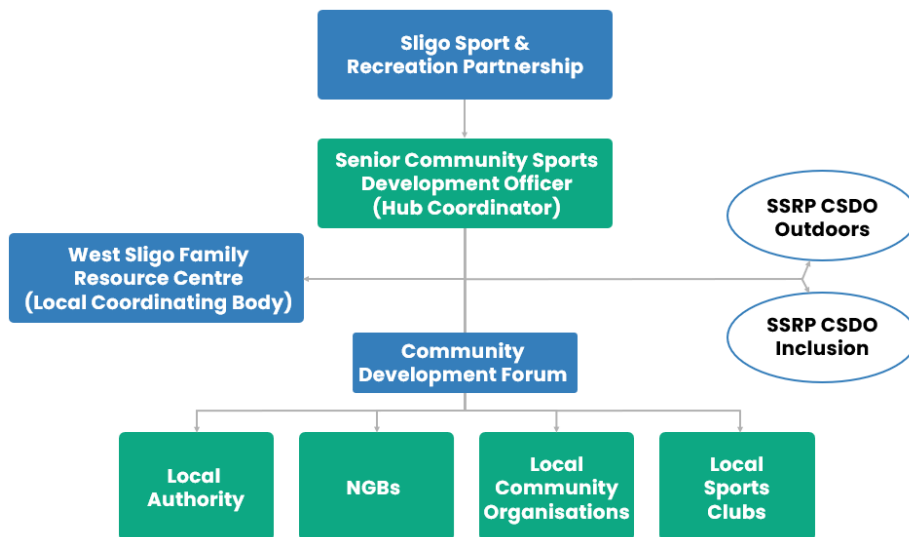 Sligo Sport &
Recreation Partnership
Senior Community Sports
Development Officer
(Hub Coordinator)
SSRP CSDO
Outdoors
West Sligo Family
Resource Centre
(Local Coordinating Body)
SSRP CSDO
Inclusion
Community
Development Forum
Local
Authority
NGBs
Local
Community
Organisations
Local
Sports
Clubs